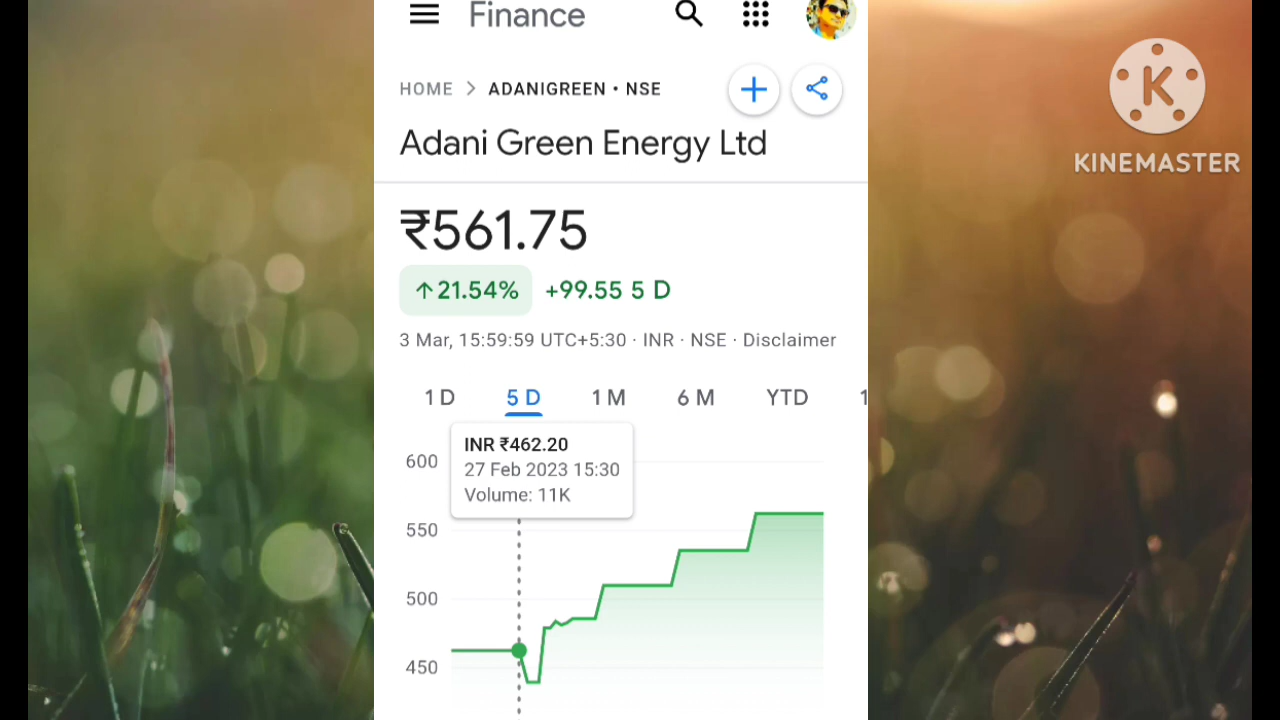 Finance
HOME > ADANIGREEN • NSE
Adani Green Energy Ltd
₹561.75
↑21.54% +99.55 5 D
3 Mar, 15:59:59 UTC+5:30 · INR · NSE · Disclaimer
1 D 5 D 1 M 6 M YTD 1
INR ₹462.20
27 Feb 2023 15:30
Volume: 11K
600
550
500
450
K
KINEMASTER